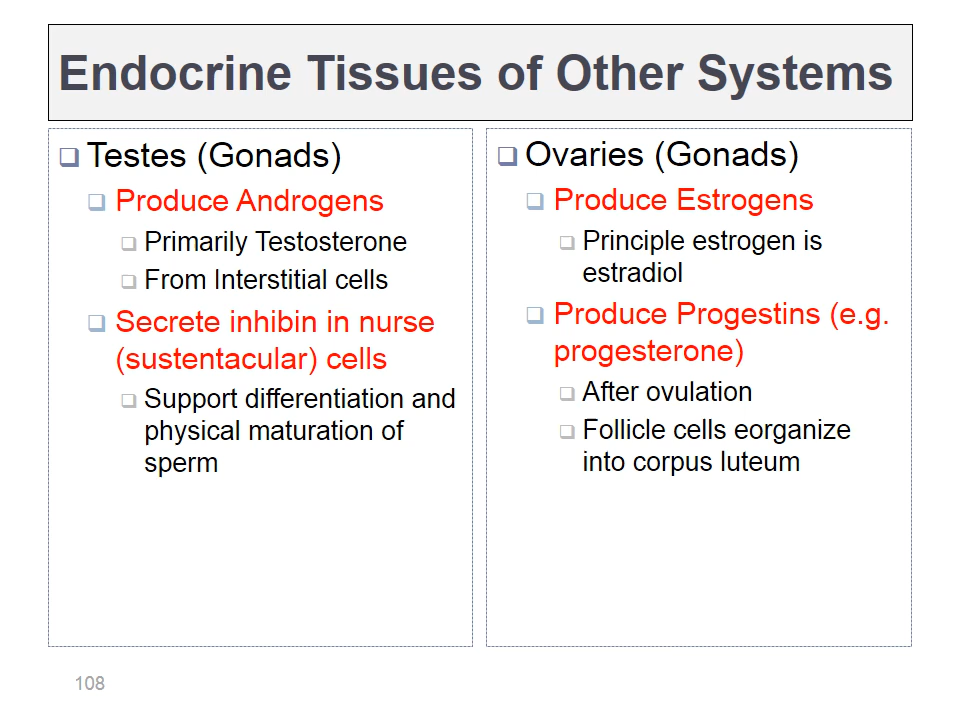 Endocrine Tissues of Other Systems
Testes (Gonads)
Produce Androgens
Primarily Testosterone
From Interstitial cells
Secrete inhibin in nurse
(sustentacular) cells
Support differentiation and
physical maturation of
sperm
Ovaries (Gonads)
Produce Estrogens
Principle estrogen is
estradiol
Produce Progestins (e.g.
progesterone)
After ovulation
Follicle cells eorganize
into corpus luteum
108